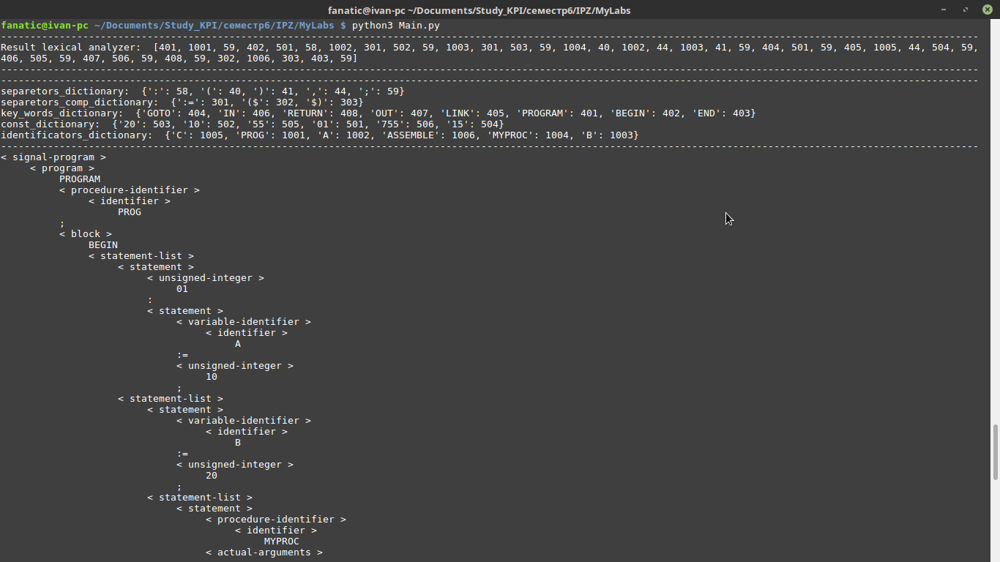 fanatic@ivan-pc ~/Documents/Study_KPI/семестр6/IPZ/MyLabs
fanatic@ivan-pc ~/Documents/Study_KPI/семестр6/IPZ/MyLabs $ python3 Main.py
-----------------------------------------------------------------------------------------------------------------------------------------------------------------------
Result lexical analyzer:  [401, 1001, 59, 402, 501, 58, 1002, 301, 502, 59, 1003, 301, 503, 59, 1004, 40, 1002, 44, 1003, 41, 59, 404, 501, 59, 405, 1005, 44, 504, 59,
406, 505, 59, 407, 506, 59, 408, 59, 302, 1006, 303, 403, 59]
-----------------------------------------------------------------------------------------------------------------------------------------------------------------------
-----------------------------------------------------------------------------------------------------------------------------------------------------------------------
separetors_dictionary:  {':': 58, '(': 40, ')': 41, ',': 44, ';': 59}
separetors_comp_dictionary:  {':=': 301, '($': 302, '$)': 303}
key_words_dictionary:  {'GOTO': 404, 'IN': 406, 'RETURN': 408, 'OUT': 407, 'LINK': 405, 'PROGRAM': 401, 'BEGIN': 402, 'END': 403}
const_dictionary:  {'20': 503, '10': 502, '55': 505, '01': 501, '755': 506, '15': 504}
identificators_dictionary:  {'C': 1005, 'PROG': 1001, 'A': 1002, 'ASSEMBLE': 1006, 'MYPROC': 1004, 'B': 1003}
-----------------------------------------------------------------------------------------------------------------------------------------------------------------------
< signal-program >
     < program >
          PROGRAM
          < procedure-identifier >
               < identifier >
                    PROG
          ;
          < block >
               BEGIN
               < statement-list >
                    < statement >
                         < unsigned-integer >
                              01
                         :
                         < statement >
                              < variable-identifier >
                                   < identifier >
                                        A
                              :=
                              < unsigned-integer >
                                   10
                              ;
                    < statement-list >
                         < statement >
                              < variable-identifier >
                                   < identifier >
                                        B
                              :=
                              < unsigned-integer >
                                   20
                              ;
                         < statement-list >
                              < statement >
                                   < procedure-identifier >
                                        < identifier >
                                             MYPROC
                                   < actual-arguments >